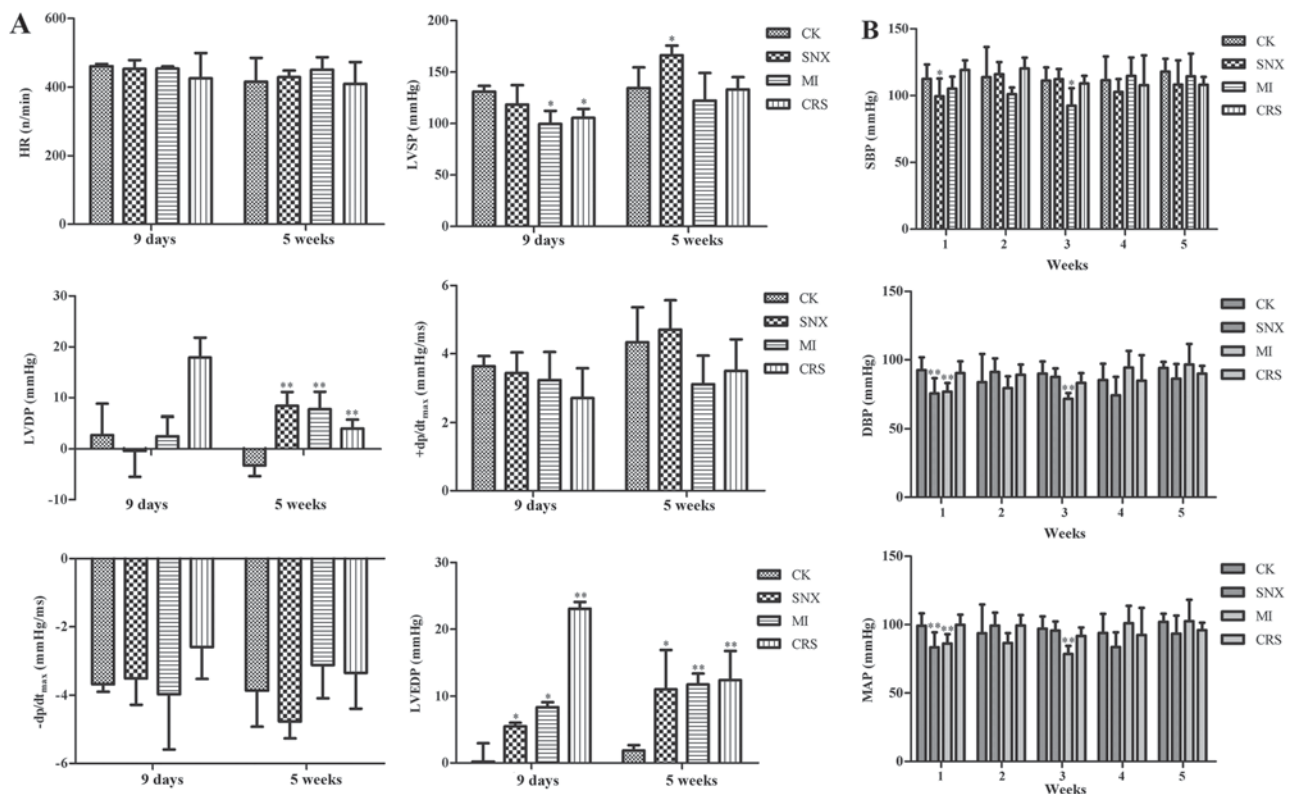 A
HR (n/min)
600
400
200
0
9 days
5 weeks
LVSP (mmHg)
200
150
100
50
0
*
*
*
9 days
5 weeks
CK
SNX
MI
CRS
B
SBP (mmHg)
150
100
50
0
*
*
1
2
3
4
5
Weeks
CK
SNX
MI
CRS
LVDP (mmHg)
30
20
10
0
-10
**
**
**
9 days
5 weeks
+dp/dtmax (mmHg/ms)
6
4
2
0
9 days
5 weeks
CK
SNX
MI
CRS
DBP (mmHg)
150
100
50
0
**
**
**
1
2
3
4
5
Weeks
CK
SNX
MI
CRS
-dp/dtmax (mmHg/ms)
0
-2
-4
-6
9 days
5 weeks
LVEDP (mmHg)
30
20
10
0
*
*
**
*
**
**
9 days
5 weeks
CK
SNX
MI
CRS
MAP (mmHg)
150
100
50
0
**
**
**
1
2
3
4
5
Weeks
CK
SNX
MI
CRS